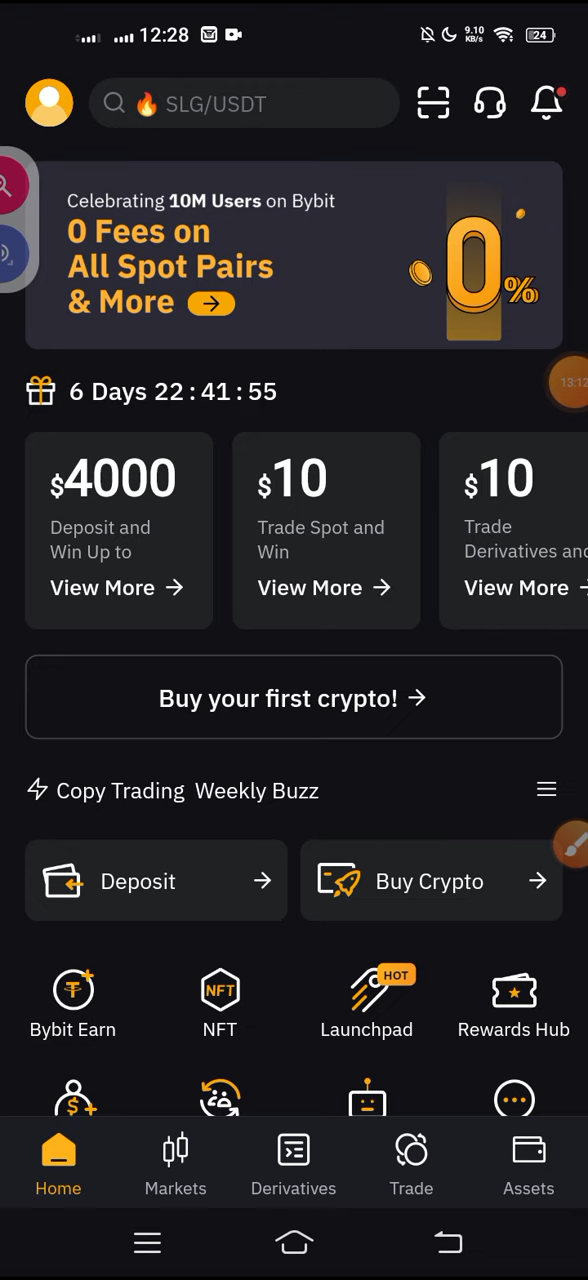 12:28
9.10
KB/s
24
SLG/USDT
Celebrating 10M Users on Bybit
0 Fees on
All Spot Pairs
& More
0%
6 Days 22:41:55
13:12
$4000
Deposit and
Win Up to
View More
$10
Trade Spot and
Win
View More
$10
Trade
Derivatives and
View More
Buy your first crypto!
Copy Trading Weekly Buzz
Deposit
Buy Crypto
Bybit Earn
NFT
NFT
HOT
Launchpad
Rewards Hub
Home
Markets
Derivatives
Trade
Assets